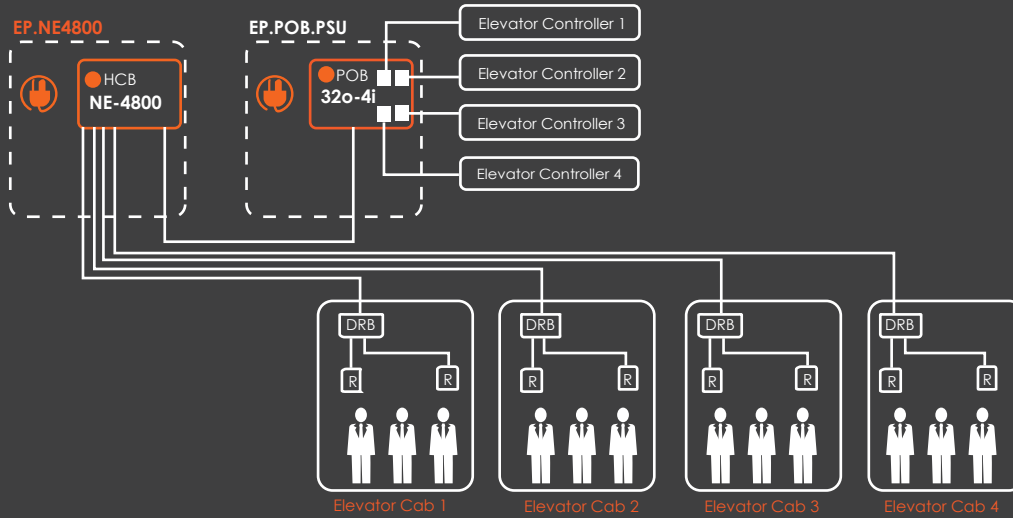 EP.NE4800
EP.POB.PSU
Elevator Controller 1
HCB
NE-4800
POB
32o-4i
Elevator Controller 2
Elevator Controller 3
Elevator Controller 4
DRB
DRB
DRB
DRB
R
R
R
R
R
R
R
R
Elevator Cab 1
Elevator Cab 2
Elevator Cab 3
Elevator Cab 4